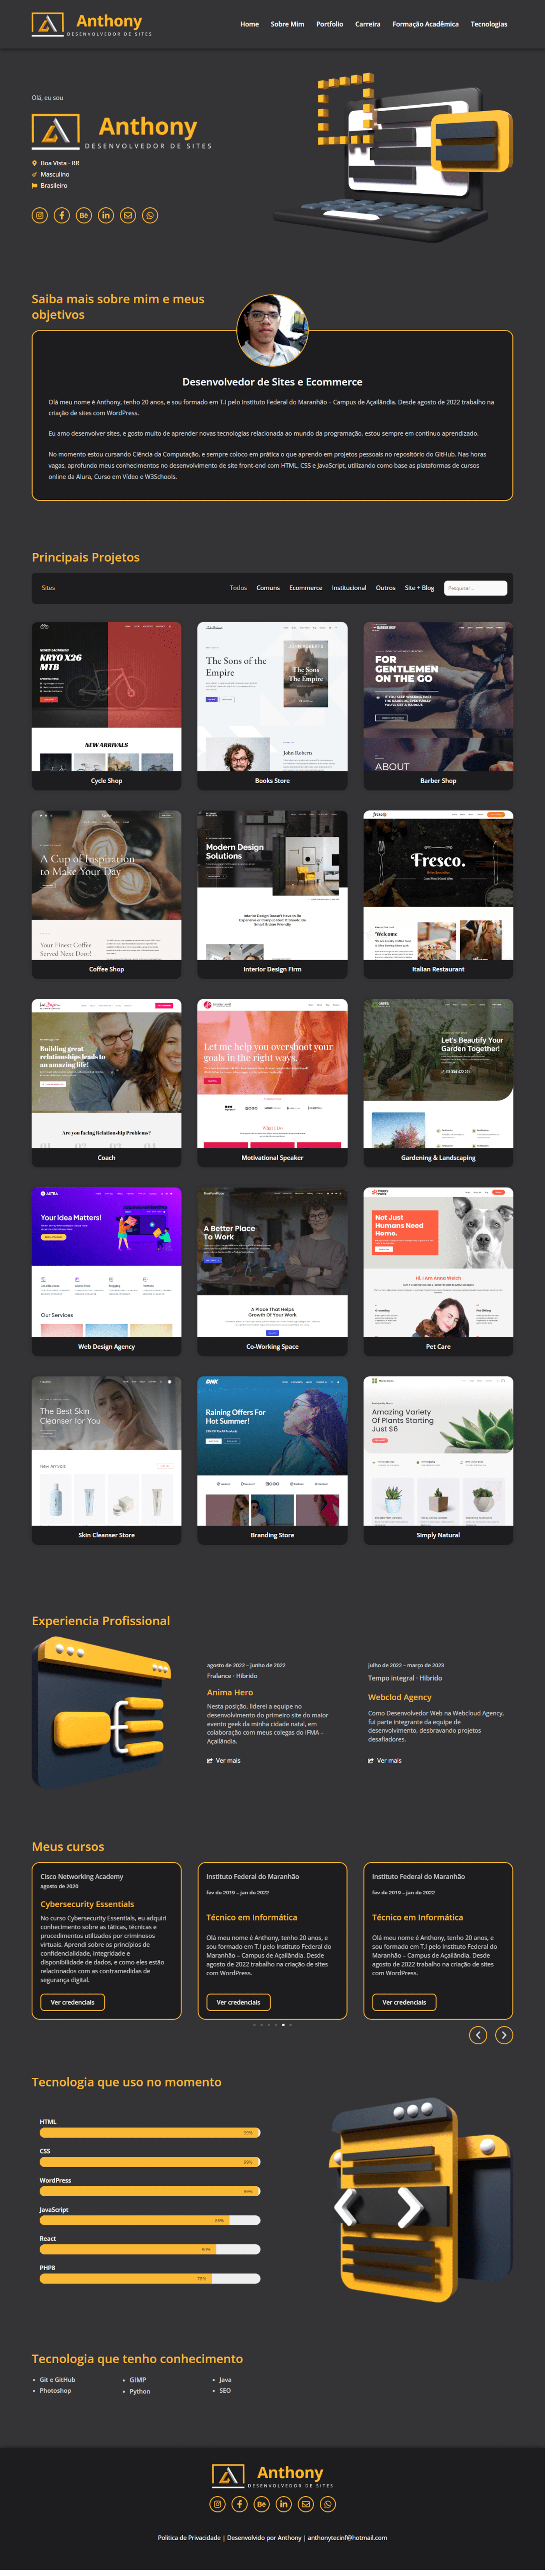 Anthony
DESENVOLVEDOR DE SITES
Home Sobre Mim Portfolio Carreira Formação Acadêmica Tecnologias
Olá, eu sou
Anthony
DESENVOLVEDOR DE SITES
Boa Vista - RR
Masculino
Brasileiro
Saiba mais sobre mim e meus
objetivos
Desenvolvedor de Sites e Ecommerce
Olá meu nome é Anthony, tenho 20 anos, e sou formado em T.I pelo Instituto Federal do Maranhão – Campus de Açailândia. Desde agosto de 2022 trabalho na
criação de sites com WordPress.
Eu amo desenvolver sites, e gosto muito de aprender novas tecnologias relacionada ao mundo da programação, estou sempre em continuo aprendizado.
No momento estou cursando Ciência da Computação, e sempre coloco em prática o que aprendo em projetos pessoais no repositório do GitHub. Nas horas
vagas, aprofundo meus conhecimentos no desenvolvimento de site front-end com HTML, CSS e JavaScript, utilizando como base as plataformas de cursos
online da Alura, Curso em Vídeo e W3Schools.
Principais Projetos
Sites
Todos Comuns Ecommerce Institucional Outros Site + Blog Pesquisar...
KRYO X26
MTB
NEW ARRIVALS
Cycle Shop
The Sons of the
Empire
The Sons
The Empire
John Roberts
Books Store
FOR
GENTLEMEN
ON THE GO
ABOUT
Barber Shop
A Cup of Inspiration
to Make Your Day
Your Finest Coffee
Served Next Door!
Coffee Shop
Modern Design
Solutions
Interior Design Firm
Fresco.
Welcome
Italian Restaurant
Building great
relationships leads to
an amazing life!
Are you facing Relationship Problems?
Coach
Let me help you overshoot your
goals in the right ways.
What I Do
Motivational Speaker
Let's Beautify Your
Garden Together!
Gardening & Landscaping
ASTRA
Your Idea Matters!
Our Services
Web Design Agency
A Better Place
To Work
A Place That Helps
Growth Of Your Work
Co-Working Space
Not Just
Humans Need
Home.
Hi, I Am Anna Welch
Pet Care
The Best Skin
Cleanser for You
New Arrivals
Skin Cleanser Store
DNK
Raining Offers For
Hot Summer!
Branding Store
Amazing Variety
Of Plants Starting
Just $6
Simply Natural
Experiencia Profissional
agosto de 2022 – junho de 2022
Fralance · Híbrido
Anima Hero
Nesta posição, liderei a equipe no
desenvolvimento do primeiro site do maior
evento geek da minha cidade natal, em
colaboração com meus colegas do IFMA –
Açailândia.
Ver mais
julho de 2022 – março de 2023
Tempo integral · Híbrido
Webclod Agency
Como Desenvolvedor Web na Webcloud Agency,
fui parte integrante da equipe de
desenvolvimento, desbravando projetos
desafiadores.
Ver mais
Meus cursos
Cisco Networking Academy
agosto de 2020
Cybersecurity Essentials
No curso Cybersecurity Essentials, eu adquiri
conhecimento sobre as táticas, técnicas e
procedimentos utilizados por criminosos
virtuais. Aprendi sobre os princípios de
confidencialidade, integridade e
disponibilidade de dados, e como eles estão
relacionados com as contramedidas de
segurança digital.
Ver credenciais
Instituto Federal do Maranhão
fev de 2019 – jan de 2022
Técnico em Informática
Olá meu nome é Anthony, tenho 20 anos, e
sou formado em T.I pelo Instituto Federal do
Maranhão – Campus de Açailândia. Desde
agosto de 2022 trabalho na criação de sites
com WordPress.
Ver credenciais
Instituto Federal do Maranhão
fev de 2019 – jan de 2022
Técnico em Informática
Olá meu nome é Anthony, tenho 20 anos, e
sou formado em T.I pelo Instituto Federal do
Maranhão – Campus de Açailândia. Desde
agosto de 2022 trabalho na criação de sites
com WordPress.
Ver credenciais
Tecnologia que uso no momento
HTML
CSS
WordPress
JavaScript
React
PHP8
Tecnologia que tenho conhecimento
Git e GitHub
Photoshop
GIMP
Python
Java
SEO
Anthony
DESENVOLVEDOR DE SITES
Politica de Privacidade | Desenvolvido por Anthony | anthonytecinf@hotmail.com